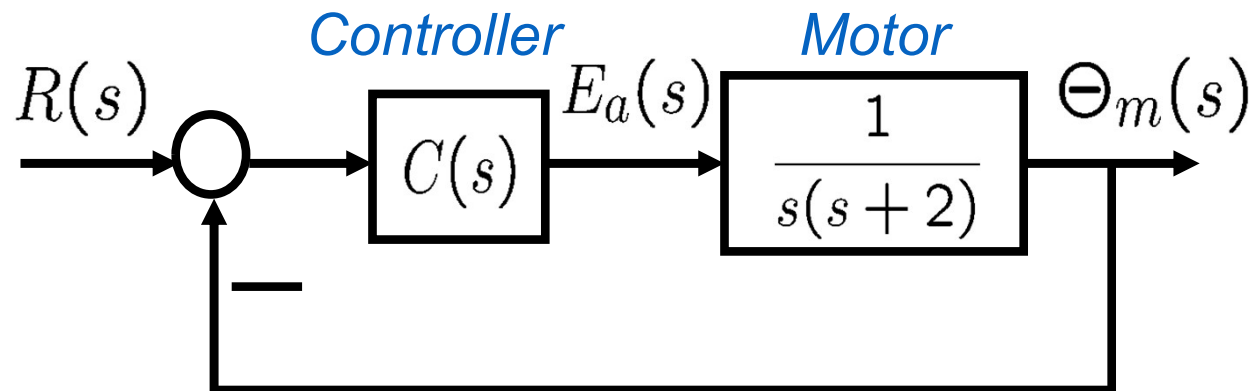 Controller
Motor
R(s)
C(s)
E_a(s)
1
s(s + 2)
Θ_m(s)
−